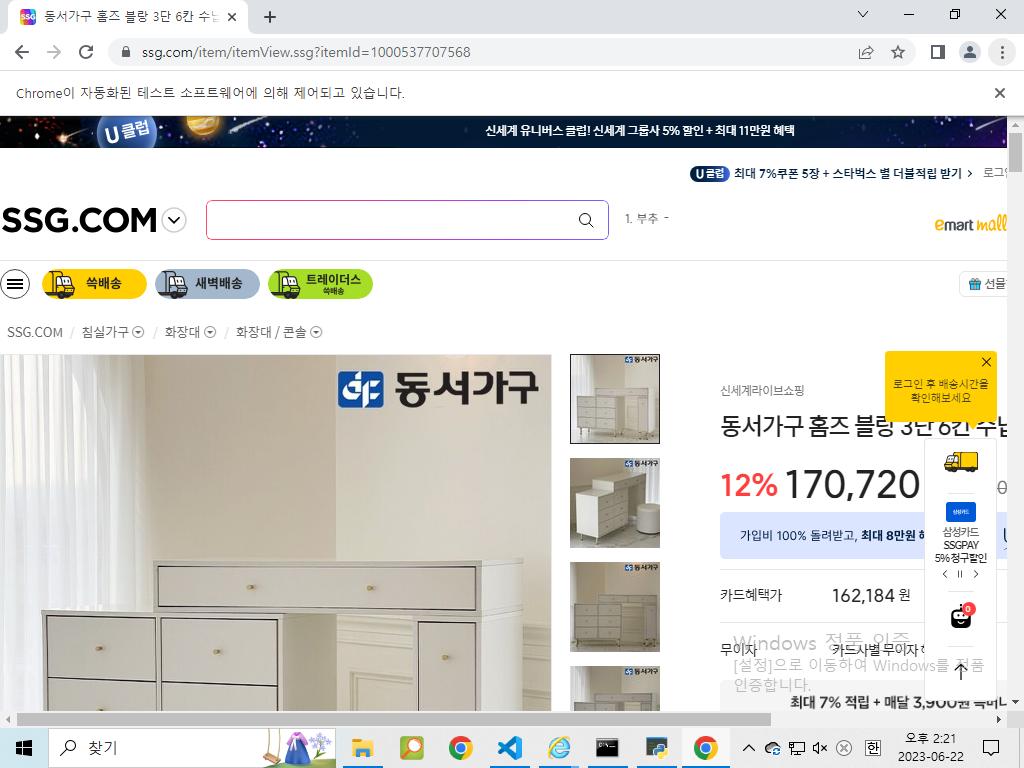 동서가구 홈즈 블랑 3단 6칸 수납
ssg.com/item/itemView.ssg?itemId=1000537707568
Chrome이 자동화된 테스트 소프트웨어에 의해 제어되고 있습니다.
U클럽
신세계 유니버스 클럽! 신세계 그룹사 5% 할인 + 최대 11만원 혜택
U클럽 최대 7%쿠폰 5장 + 스타벅스 별 더블적립 받기 > 로그인
SSG.COM
1. 부추 -
emart mall
쓱배송
새벽배송
트레이더스
쓱배송
선물
SSG.COM / 침실가구 / 화장대 / 화장대 / 콘솔
동서가구
로그인 후 배송시간을
확인해보세요
신세계라이브쇼핑
동서가구 홈즈 블랑 3단 6칸 수납
12% 170,720
가입비 100% 돌려받고, 최대 8만원
삼성카드
삼성카드
SSGPAY
5% 청구할인
카드혜택가 162,184 원
0
무이자 카드사별 무이자
Windows 정품 인증
[설정]으로 이동하여 Windows를 정품
인증합니다.
최대 7% 적립 + 매달 3,900원
찾기
오후 2:21
2023-06-22
한